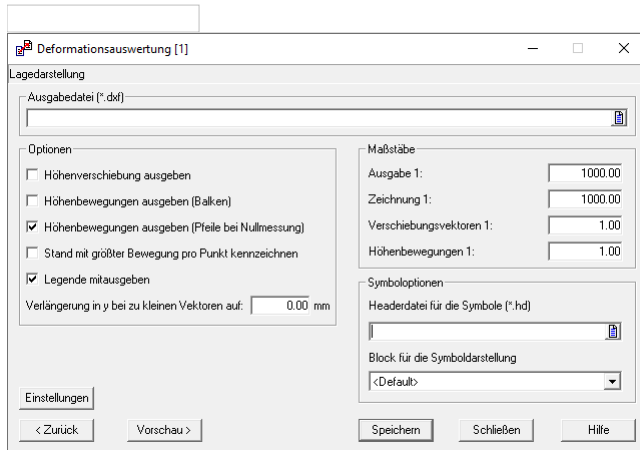 Deformationsauswertung [1]
Lagedarstellung
Ausgabedatei (*.dxf)
Optionen
Höhenverschiebung ausgeben
Höhenbewegungen ausgeben (Balken)
Höhenbewegungen ausgeben (Pfeile bei Nullmessung)
Stand mit größter Bewegung pro Punkt kennzeichnen
Legende mitausgeben
Verlängerung in y bei zu kleinen Vektoren auf: 0.00 mm
Maßstäbe
Ausgabe 1: 1000.00
Zeichnung 1: 1000.00
Verschiebungsvektoren 1: 1.00
Höhenbewegungen 1: 1.00
Symboloptionen
Headerdatei für die Symbole (*.hd)
Block für die Symboldarstellung
<Default>
Einstellungen
< Zurück
Vorschau >
Speichern
Schließen
Hilfe